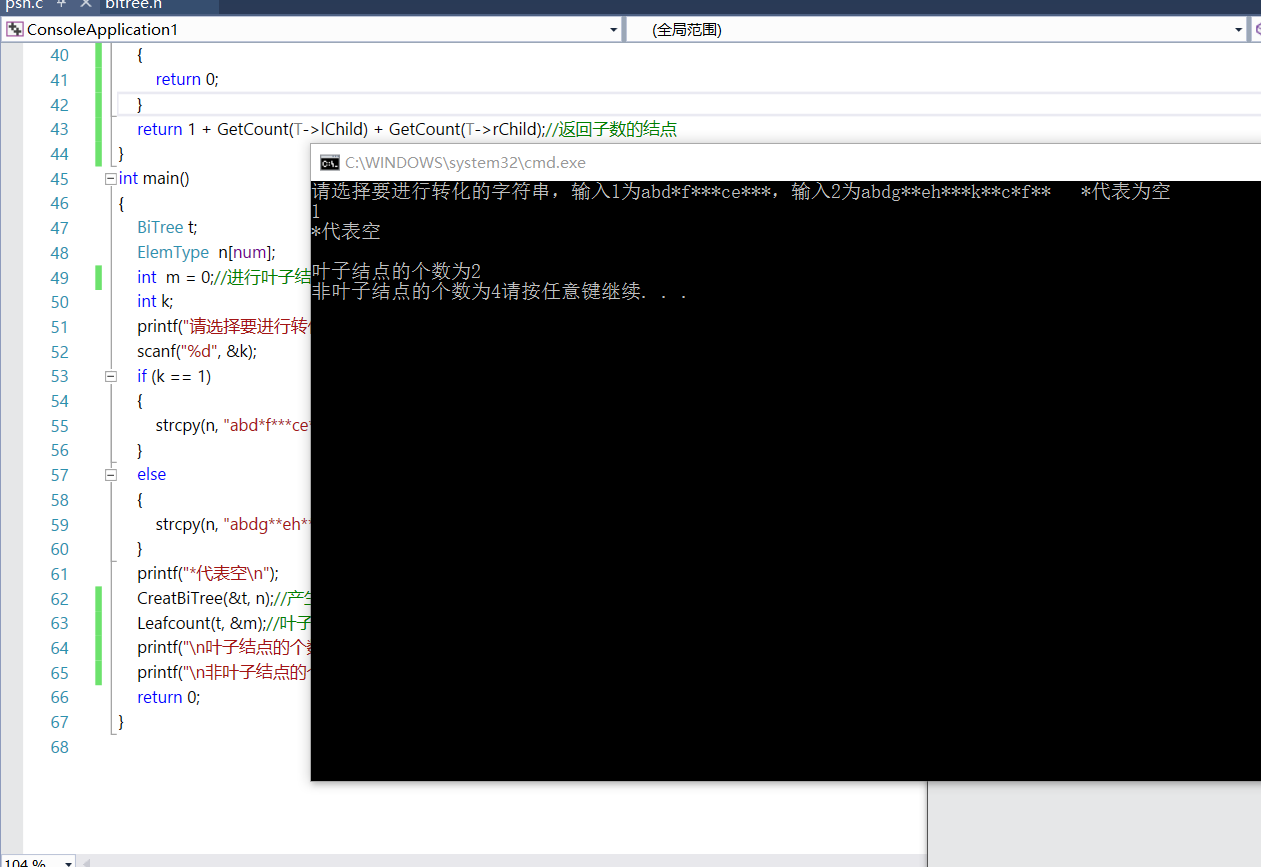 psh.c bitree.h
ConsoleApplication1 (全局范围)
40 {
41 return 0;
42 }
43 return 1 + GetCount(T->lChild) + GetCount(T->rChild);//返回子数的结点
44 }
45 int main()
46 {
47 BiTree t;
48 ElemType n[num];
49 int m = 0;//进行叶子结
50 int k;
51 printf("请选择要进行转
52 scanf("%d", &k);
53 if (k == 1)
54 {
55 strcpy(n, "abd*f***ce
56 }
57 else
58 {
59 strcpy(n, "abdg**eh*
60 }
61 printf("*代表空\n");
62 CreatBiTree(&t, n);//产
63 Leafcount(t, &m);//叶子
64 printf("\n叶子结点的个
65 printf("\n非叶子结点的
66 return 0;
67 }
68
104 %
C:\WINDOWS\system32\cmd.exe
请选择要进行转化的字符串，输入1为abd*f***ce***，输入2为abdg**eh***k**c*f** *代表为空
1
*代表空
叶子结点的个数为2
非叶子结点的个数为4请按任意键继续. . .